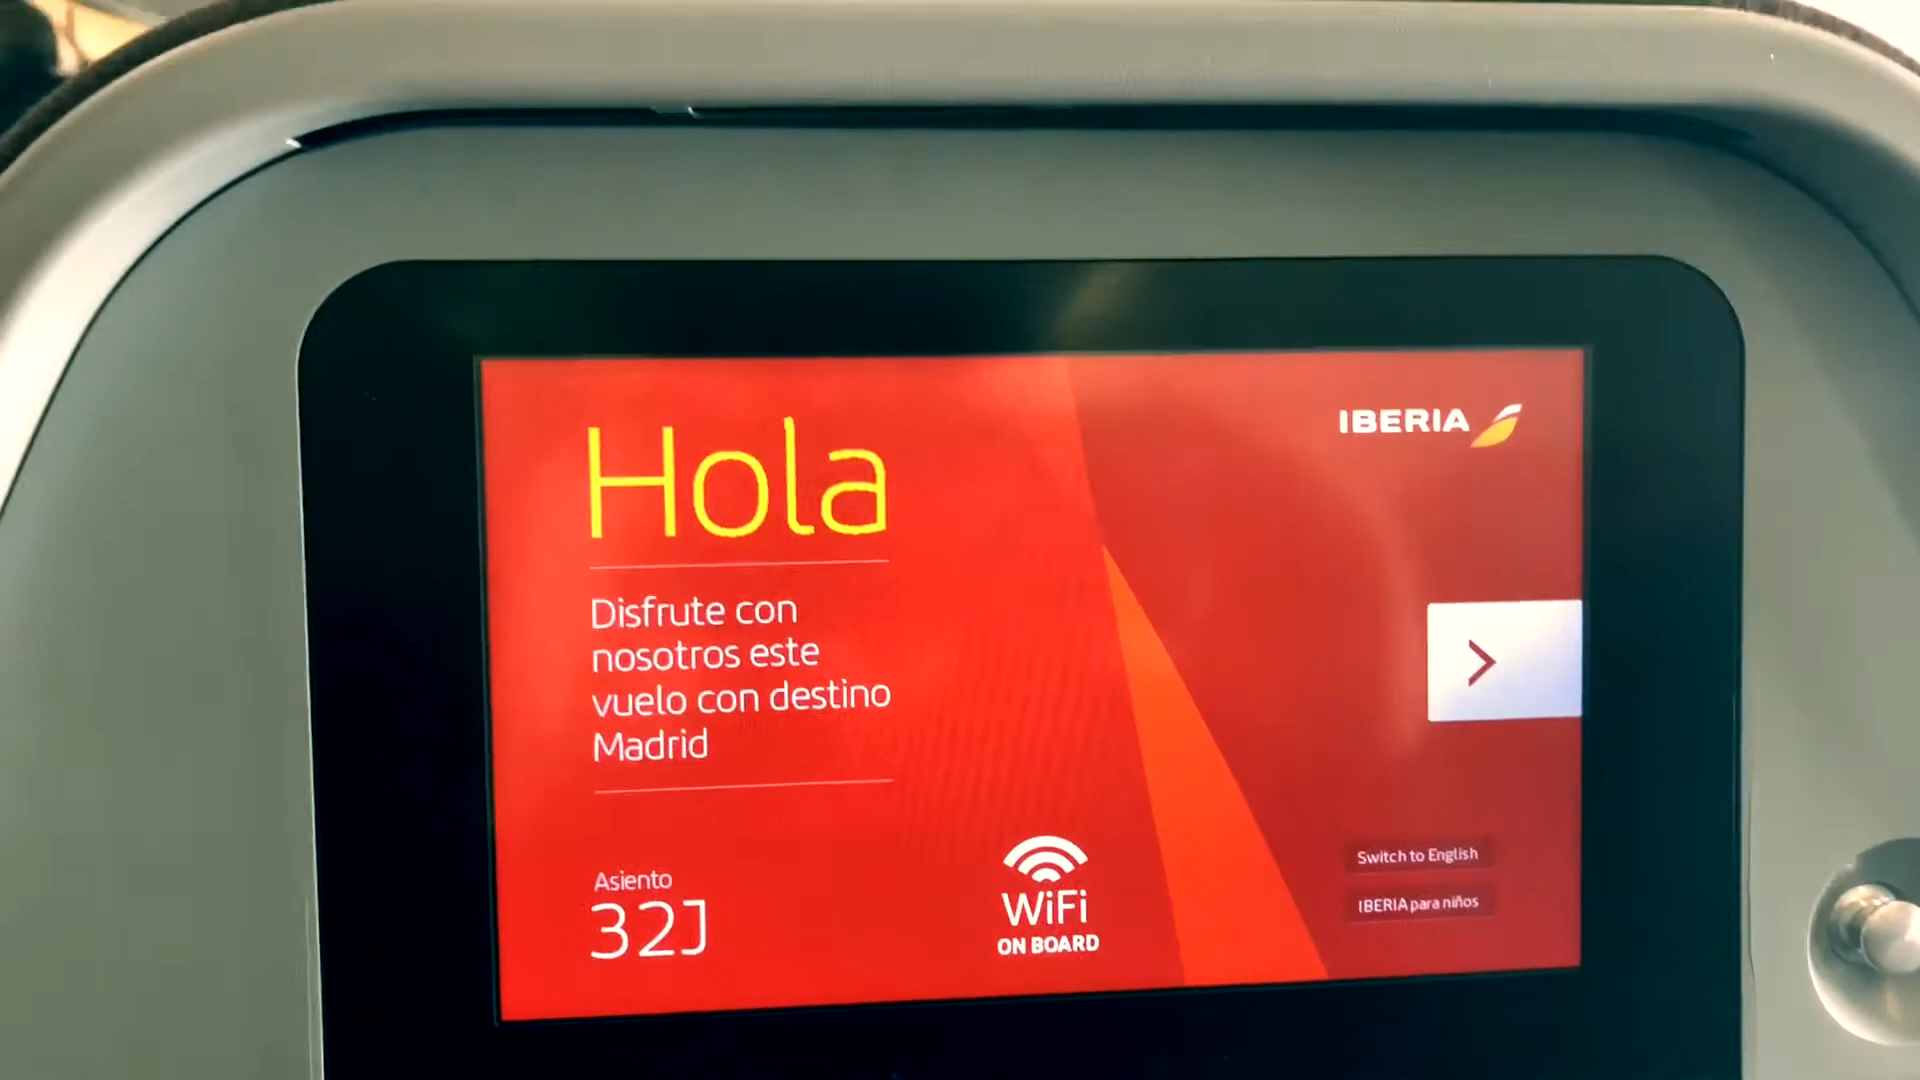 Hola
IBERIA
Disfrute con
nosotros este
vuelo con destino
Madrid
Asiento
32J
WiFi
ON BOARD
Switch to English
IBERIA para niños